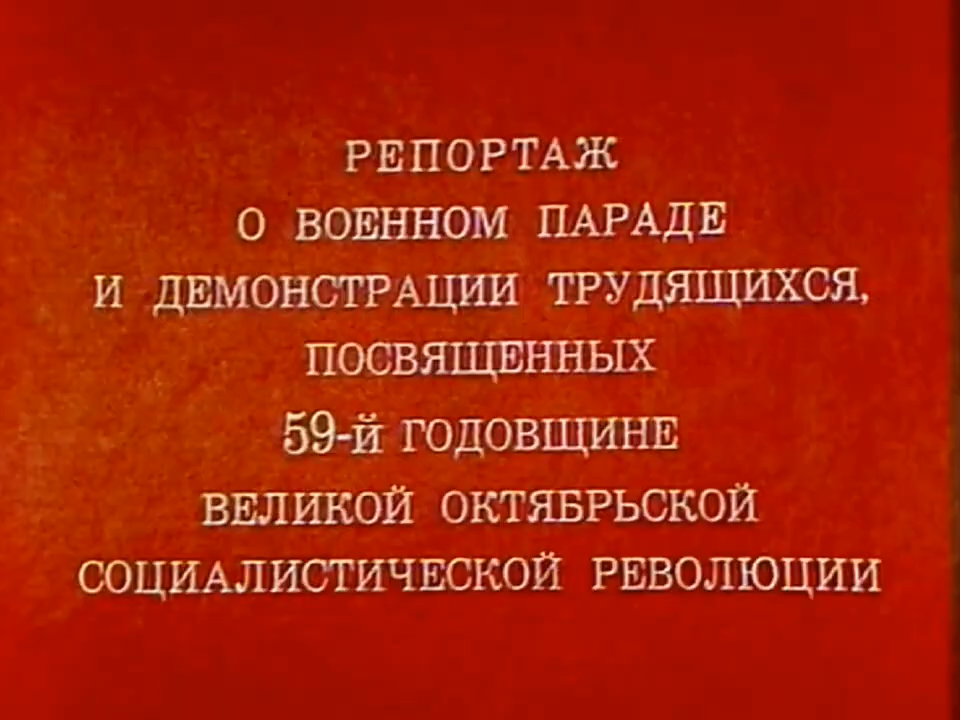 РЕПОРТАЖ
О ВОЕННОМ ПАРАДЕ
И ДЕМОНСТРАЦИИ ТРУДЯЩИХСЯ,
ПОСВЯЩЕННЫХ
59-й ГОДОВЩИНЕ
ВЕЛИКОЙ ОКТЯБРЬСКОЙ
СОЦИАЛИСТИЧЕСКОЙ РЕВОЛЮЦИИ